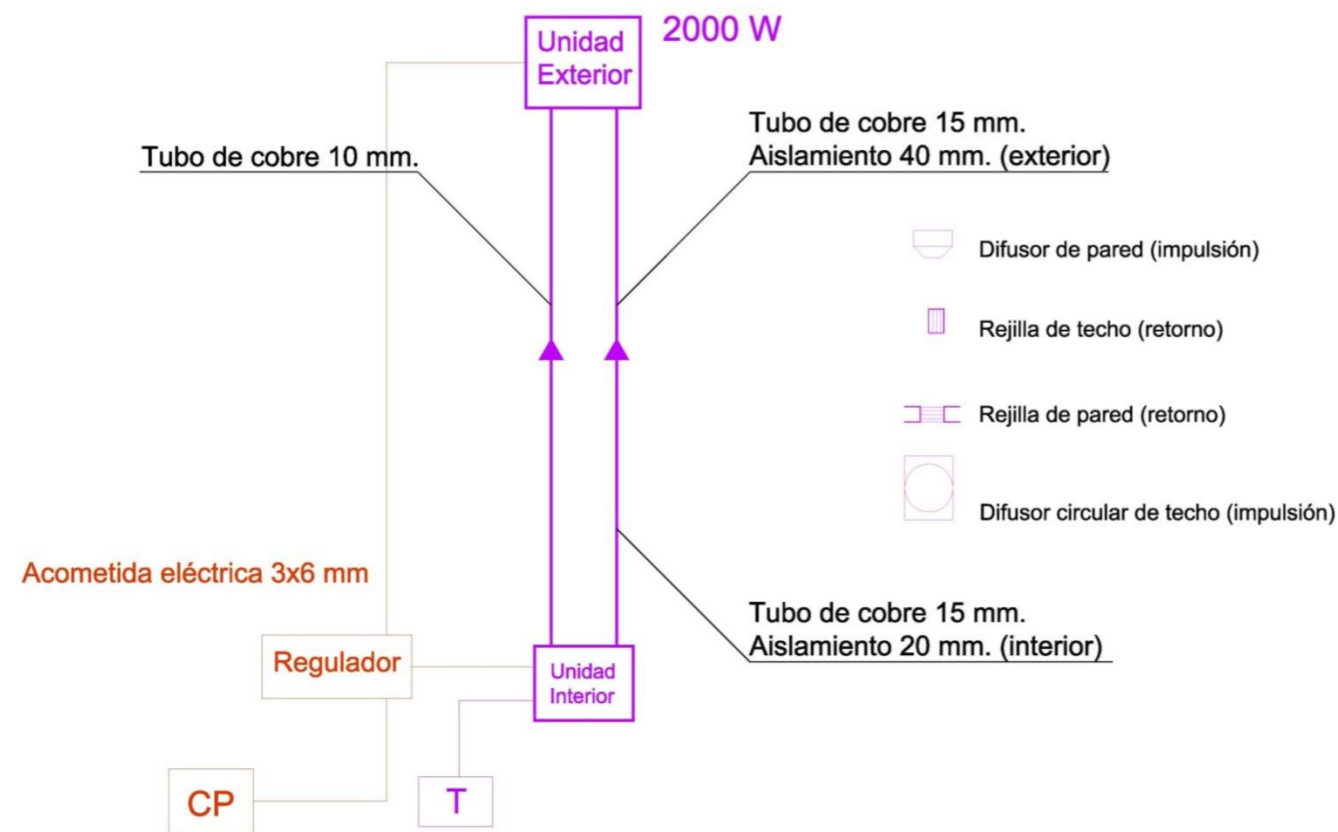 Unidad
Exterior
2000 W
Tubo de cobre 10 mm.
Tubo de cobre 15 mm.
Aislamiento 40 mm. (exterior)
Difusor de pared (impulsión)
Rejilla de techo (retorno)
Rejilla de pared (retorno)
Difusor circular de techo (impulsión)
Acometida eléctrica 3x6 mm
Tubo de cobre 15 mm.
Aislamiento 20 mm. (interior)
Regulador
Unidad
Interior
CP
T